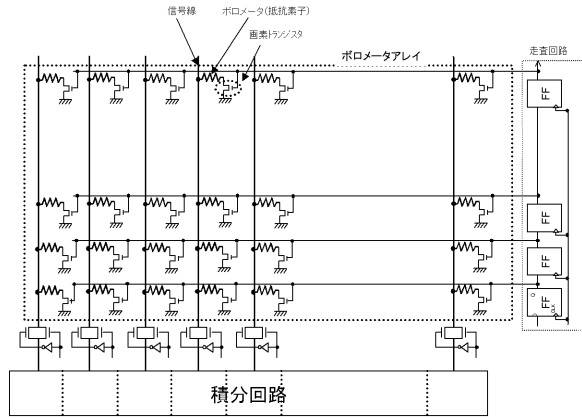 信号線
ボロメータ(抵抗素子)
画素トランジスタ
ボロメータアレイ
走査回路
FF
FF
FF
Q
FF
CLK
D
積分回路